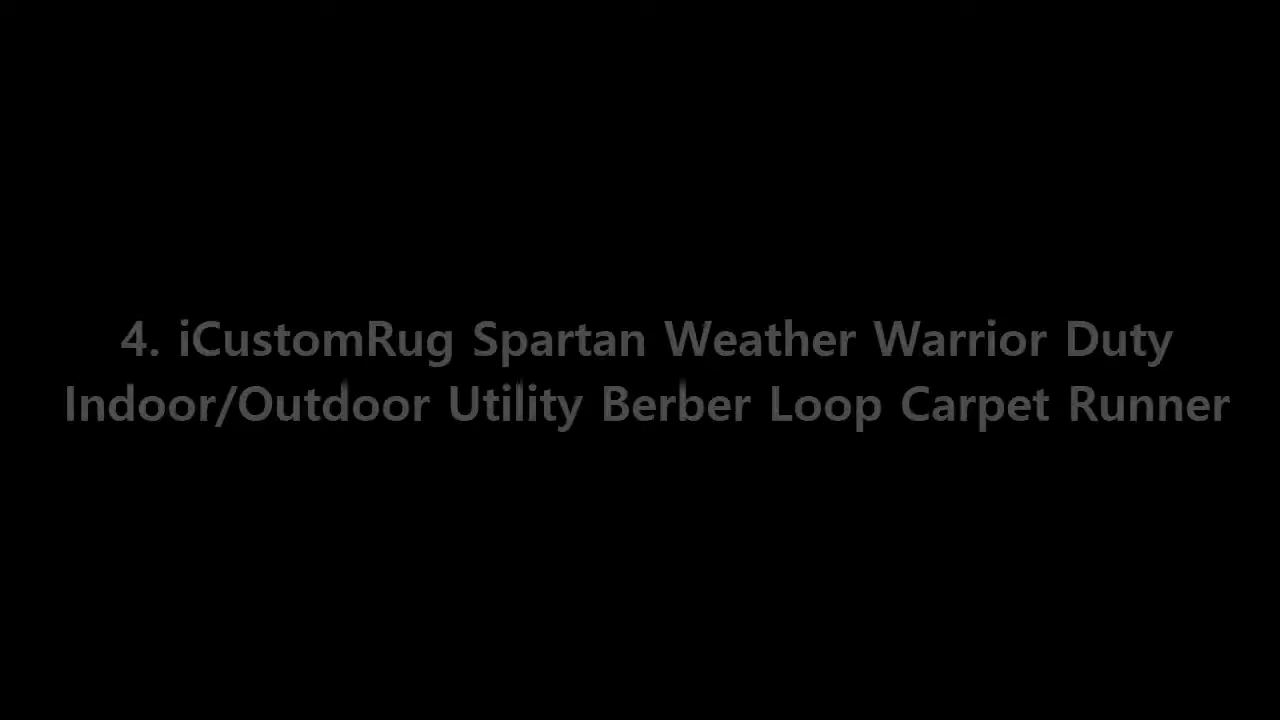 4. iCustomRug Spartan Weather Warrior Duty
Indoor/Outdoor Utility Berber Loop Carpet Runner